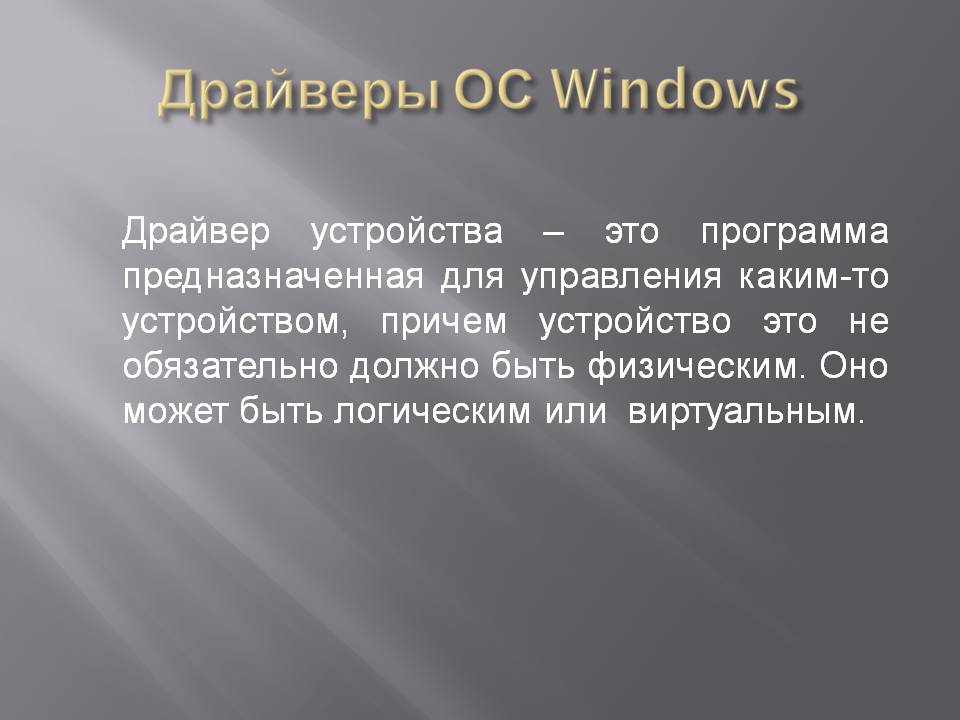 Драйверы ОС Windows
Драйвер устройства – это программа
предназначенная для управления каким-то
устройством, причем устройство это не
обязательно должно быть физическим. Оно
может быть логическим или  виртуальным.